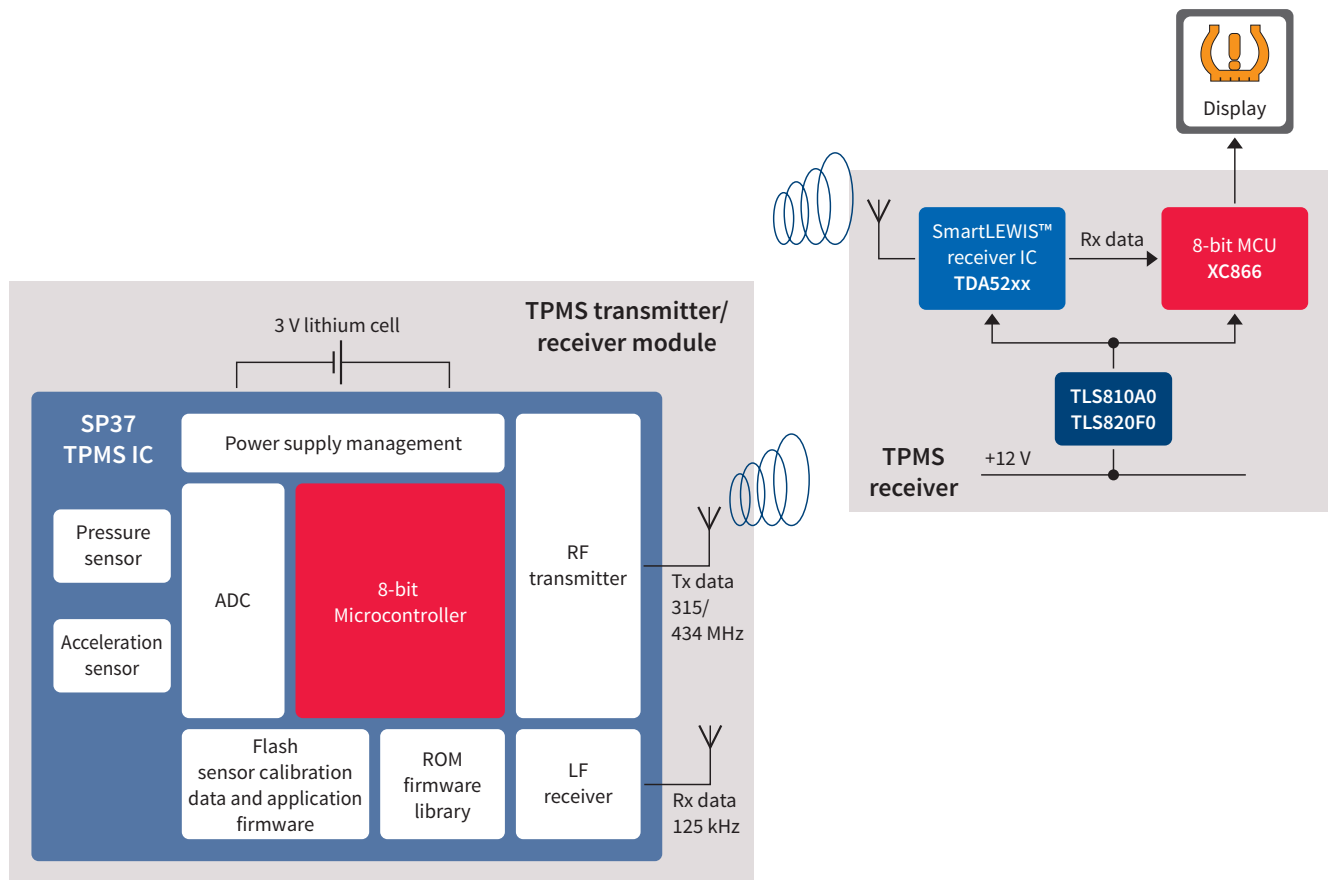 Display
SmartLEWIS™
receiver IC
TDA52xx
Rx data
8-bit MCU
XC866
TLS810A0
TLS820F0
TPMS
receiver
+12 V
TPMS transmitter/
receiver module
3 V lithium cell
SP37
TPMS IC
Power supply management
Pressure
sensor
Acceleration
sensor
ADC
8-bit
Microcontroller
RF
transmitter
Tx data
315/
434 MHz
Flash
sensor calibration
data and application
firmware
ROM
firmware
library
LF
receiver
Rx data
125 kHz